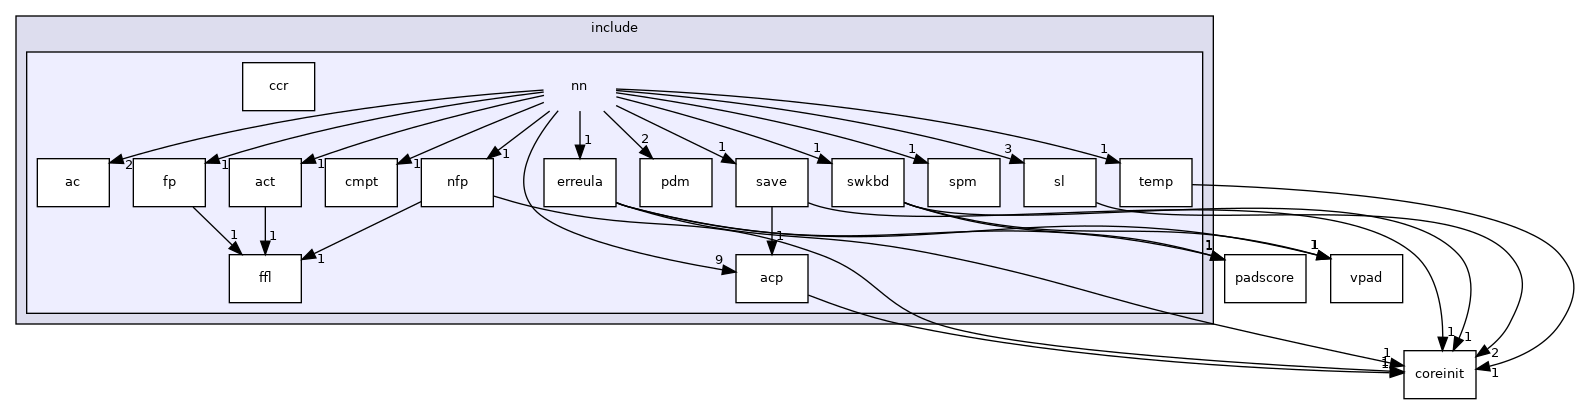 include
ccr
nn
1
2
1
1
1
3
1
2
1
1
1
1
ac
fp
act
cmpt
nfp
erreula
pdm
save
swkbd
spm
sl
temp
1
1
1
1
9
1
1
1
1
ffl
acp
padscore
vpad
1
1
1
2
1
1
1
coreinit